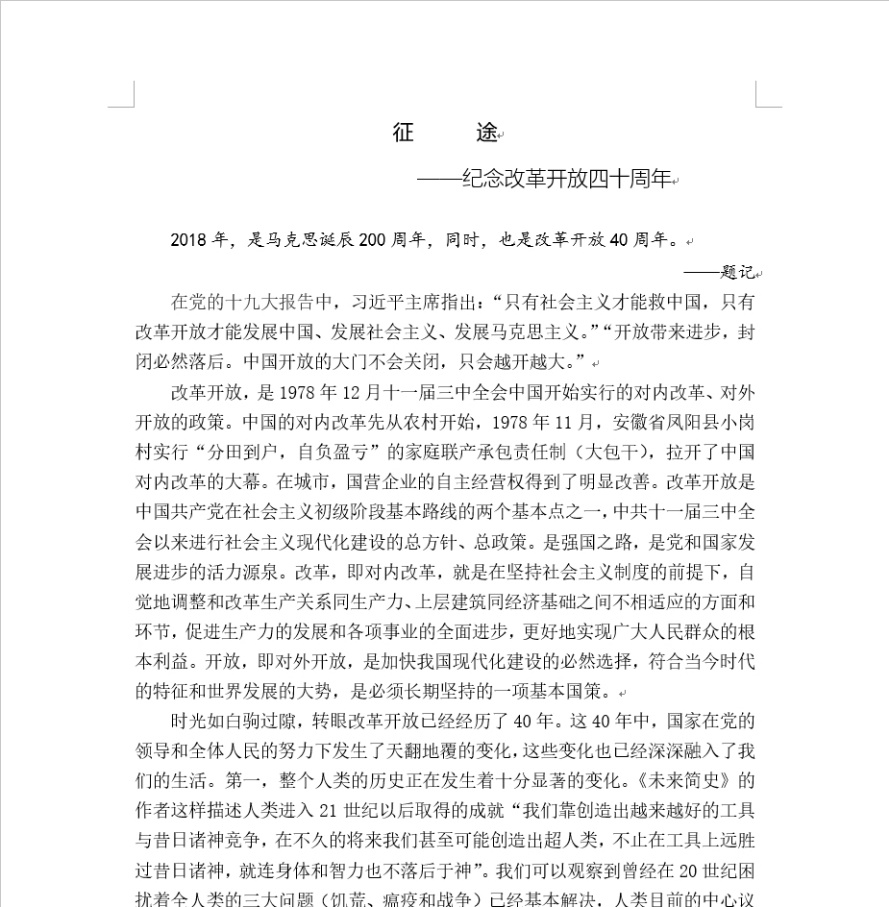 征 途
——纪念改革开放四十周年
2018 年，是马克思诞辰 200 周年，同时，也是改革开放 40 周年。
——题记
在党的十九大报告中，习近平主席指出：“只有社会主义才能救中国，只有
改革开放才能发展中国、发展社会主义、发展马克思主义。”“开放带来进步，封
闭必然落后。中国开放的大门不会关闭，只会越开越大。”
改革开放，是 1978 年 12 月十一届三中全会中国开始实行的对内改革、对外
开放的政策。中国的对内改革先从农村开始，1978 年 11 月，安徽省凤阳县小岗
村实行“分田到户，自负盈亏”的家庭联产承包责任制（大包干），拉开了中国
对内改革的大幕。在城市，国营企业的自主经营权得到了明显改善。改革开放是
中国共产党在社会主义初级阶段基本路线的两个基本点之一，中共十一届三中全
会以来进行社会主义现代化建设的总方针、总政策。是强国之路，是党和国家发
展进步的活力源泉。改革，即对内改革，就是在坚持社会主义制度的前提下，自
觉地调整和改革生产关系同生产力、上层建筑同经济基础之间不相适应的方面和
环节，促进生产力的发展和各项事业的全面进步，更好地实现广大人民群众的根
本利益。开放，即对外开放，是加快我国现代化建设的必然选择，符合当今时代
的特征和世界发展的大势，是必须长期坚持的一项基本国策。
时光如白驹过隙，转眼改革开放已经经历了 40 年。这 40 年中，国家在党的
领导和全体人民的努力下发生了天翻地覆的变化，这些变化也已经深深融入了我
们的生活。第一，整个人类的历史正在发生着十分显著的变化。《未来简史》的
作者这样描述人类进入 21 世纪以后取得的成就“我们靠创造出越来越好的工具
与昔日诸神竞争，在不久的将来我们甚至可能创造出超人类，不止在工具上远胜
过昔日诸神，就连身体和智力也不落后于神”。我们可以观察到曾经在 20 世纪困
扰着全人类的三大问题（饥荒、瘟疫和战争）已经基本解决，人类目前的中心议